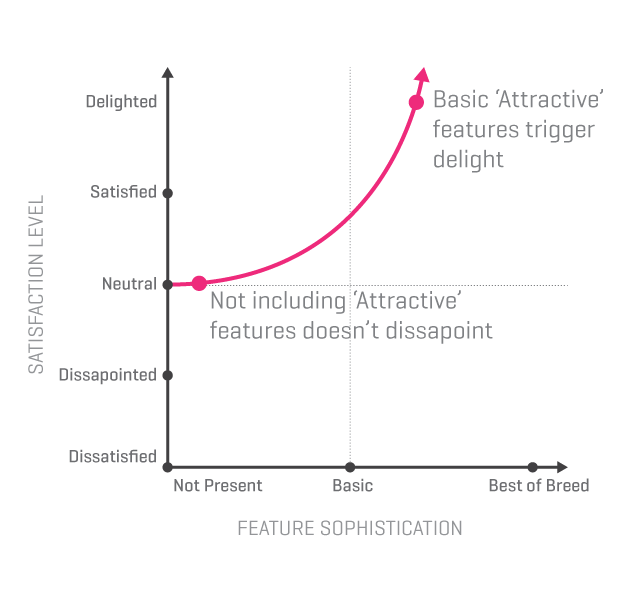 Delighted
Basic ‘Attractive’
features trigger
delight
Satisfied
SATISFACTION LEVEL
Neutral
Not including ‘Attractive’
features doesn’t dissapoint
Dissapointed
Dissatisfied
Not Present
Basic
Best of Breed
FEATURE SOPHISTICATION